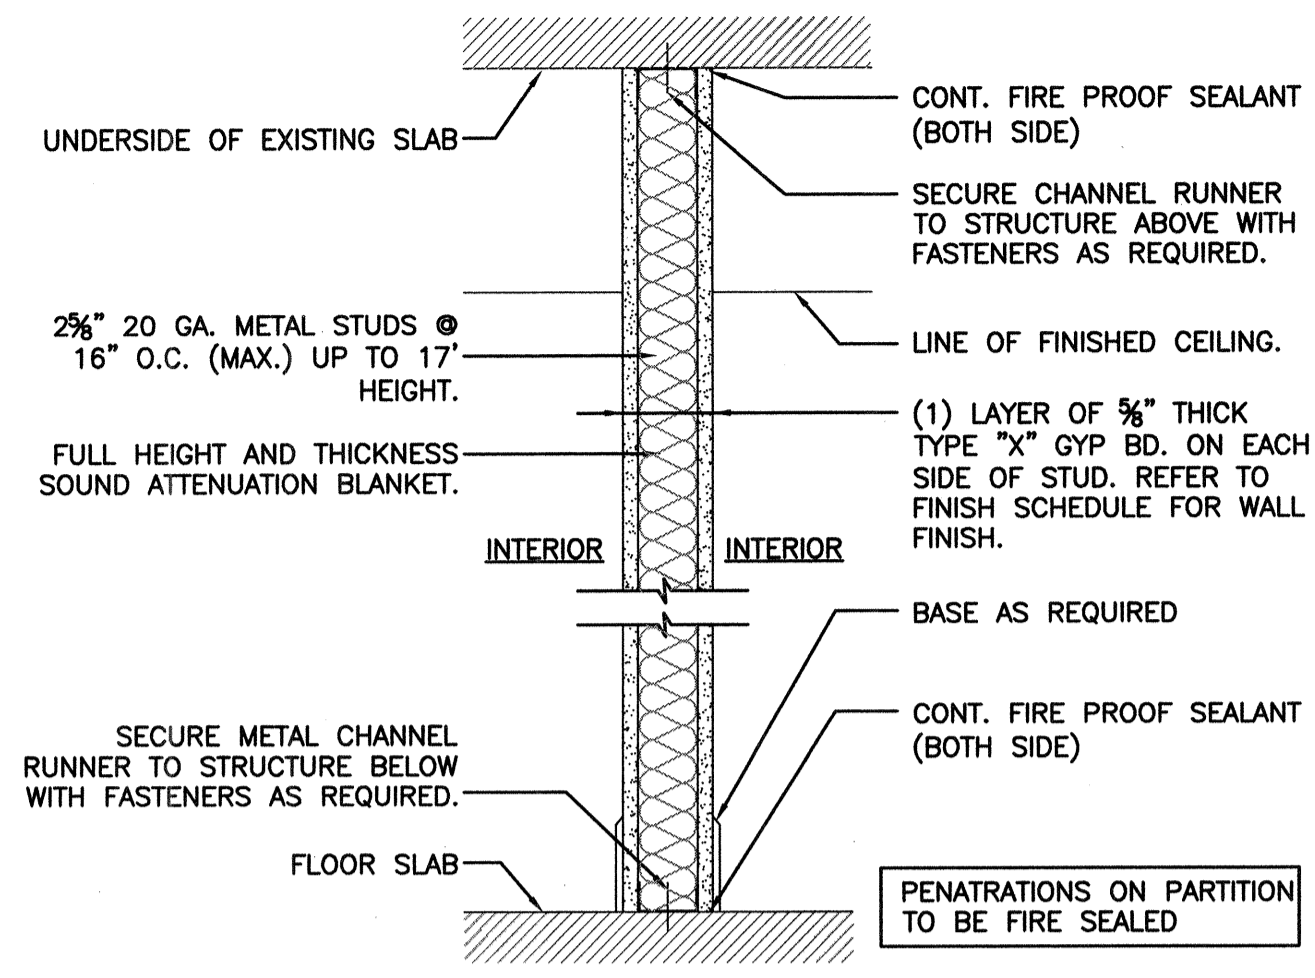 UNDERSIDE OF EXISTING SLAB
2⅝" 20 GA. METAL STUDS @
16" O.C. (MAX.) UP TO 17'
HEIGHT.
FULL HEIGHT AND THICKNESS
SOUND ATTENUATION BLANKET.
INTERIOR
INTERIOR
SECURE METAL CHANNEL
RUNNER TO STRUCTURE BELOW
WITH FASTENERS AS REQUIRED.
FLOOR SLAB
CONT. FIRE PROOF SEALANT
(BOTH SIDE)
SECURE CHANNEL RUNNER
TO STRUCTURE ABOVE WITH
FASTENERS AS REQUIRED.
LINE OF FINISHED CEILING.
(1) LAYER OF ⅝" THICK
TYPE "X" GYP BD. ON EACH
SIDE OF STUD. REFER TO
FINISH SCHEDULE FOR WALL
FINISH.
BASE AS REQUIRED
CONT. FIRE PROOF SEALANT
(BOTH SIDE)
PENATRATIONS ON PARTITION
TO BE FIRE SEALED